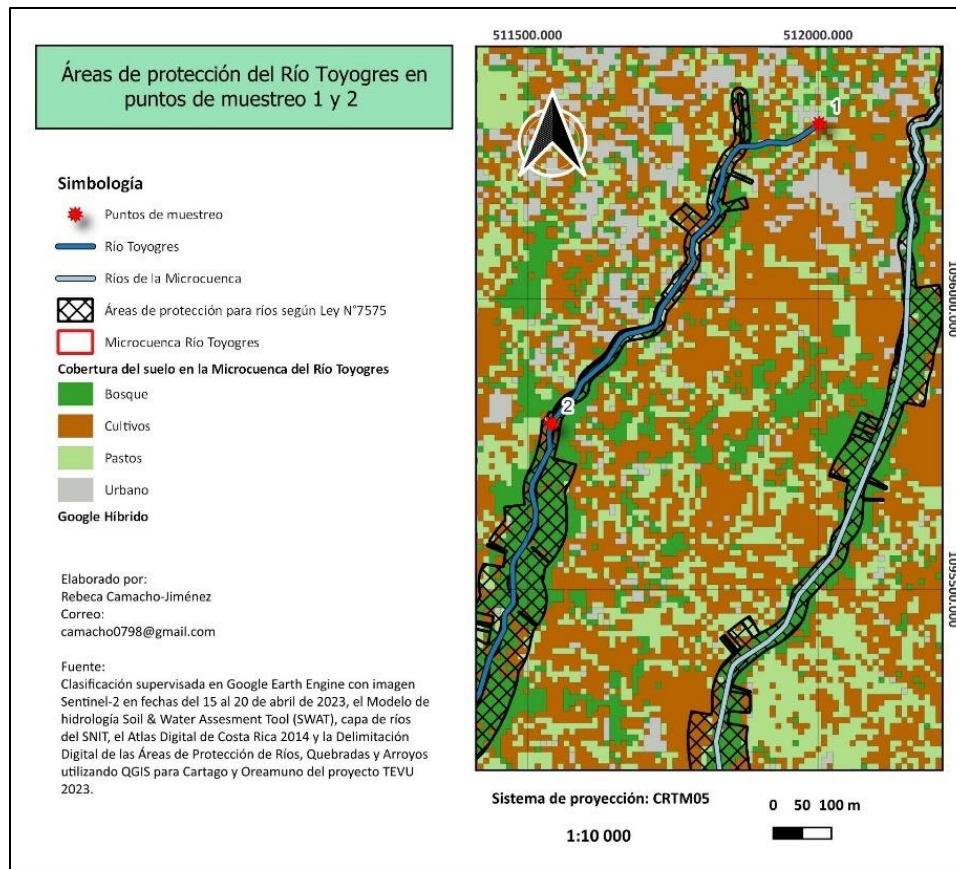 Áreas de protección del Río Toyogres en
puntos de muestreo 1 y 2
Simbología
Puntos de muestreo
Río Toyogres
Ríos de la Microcuenca
Áreas de protección para ríos según Ley N°7575
Microcuenca Río Toyogres
Cobertura del suelo en la Microcuenca del Río Toyogres
Bosque
Cultivos
Pastos
Urbano
Google Híbrido
Elaborado por:
Rebeca Camacho-Jiménez
Correo:
camacho0798@gmail.com
Fuente:
Clasificación supervisada en Google Earth Engine con imagen
Sentinel-2 en fechas del 15 al 20 de abril de 2023, el Modelo de
hidrología Soil & Water Assesment Tool (SWAT), capa de ríos
del SNIT, el Atlas Digital de Costa Rica 2014 y la Delimitación
Digital de las Áreas de Protección de Ríos, Quebradas y Arroyos
utilizando QGIS para Cartago y Oreamuno del proyecto TEVU
2023.
511500.000
512000.000
1
2
1096000.000
1095500.000
Sistema de proyección: CRTM05
0 50 100 m
1:10 000